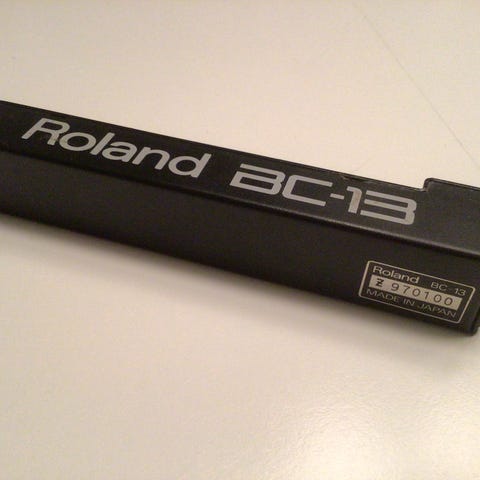 Roland BC-13
Roland BC-13
Z 970100
MADE IN JAPAN